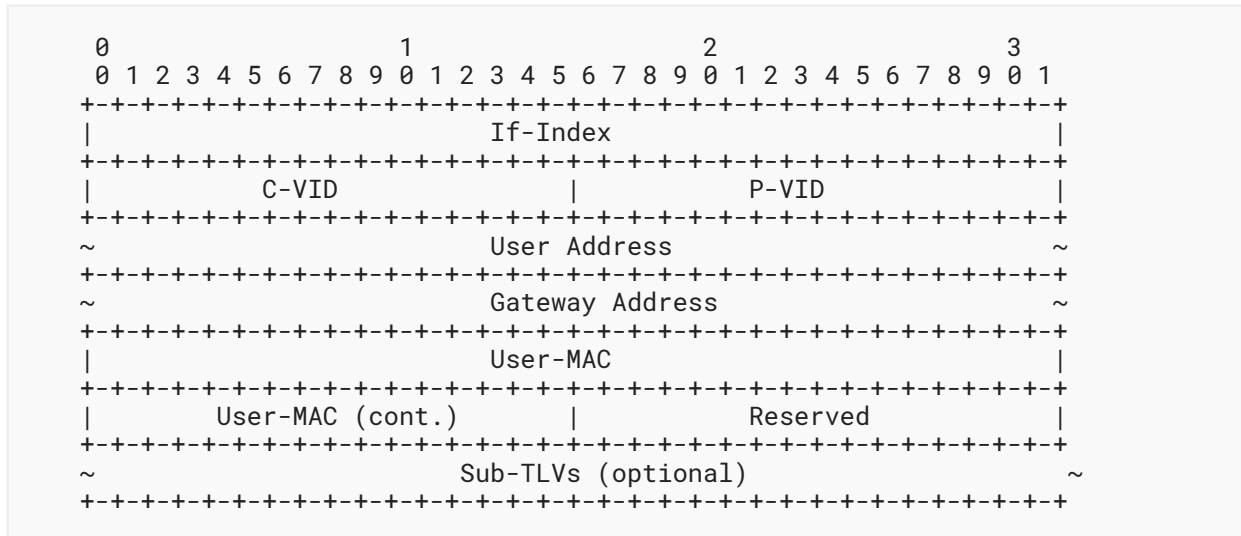 0                   1                   2                   3
 0 1 2 3 4 5 6 7 8 9 0 1 2 3 4 5 6 7 8 9 0 1 2 3 4 5 6 7 8 9 0 1
+-+-+-+-+-+-+-+-+-+-+-+-+-+-+-+-+-+-+-+-+-+-+-+-+-+-+-+-+-+-+-+-+
|                          If-Index                             |
+-+-+-+-+-+-+-+-+-+-+-+-+-+-+-+-+-+-+-+-+-+-+-+-+-+-+-+-+-+-+-+-+
|           C-VID               |           P-VID               |
+-+-+-+-+-+-+-+-+-+-+-+-+-+-+-+-+-+-+-+-+-+-+-+-+-+-+-+-+-+-+-+-+
~                          User Address                         ~
+-+-+-+-+-+-+-+-+-+-+-+-+-+-+-+-+-+-+-+-+-+-+-+-+-+-+-+-+-+-+-+-+
~                          Gateway Address                      ~
+-+-+-+-+-+-+-+-+-+-+-+-+-+-+-+-+-+-+-+-+-+-+-+-+-+-+-+-+-+-+-+-+
|                          User-MAC                             |
+-+-+-+-+-+-+-+-+-+-+-+-+-+-+-+-+-+-+-+-+-+-+-+-+-+-+-+-+-+-+-+-+
|        User-MAC (cont.)       |           Reserved            |
+-+-+-+-+-+-+-+-+-+-+-+-+-+-+-+-+-+-+-+-+-+-+-+-+-+-+-+-+-+-+-+-+
~                        Sub-TLVs (optional)                     ~
+-+-+-+-+-+-+-+-+-+-+-+-+-+-+-+-+-+-+-+-+-+-+-+-+-+-+-+-+-+-+-+-+